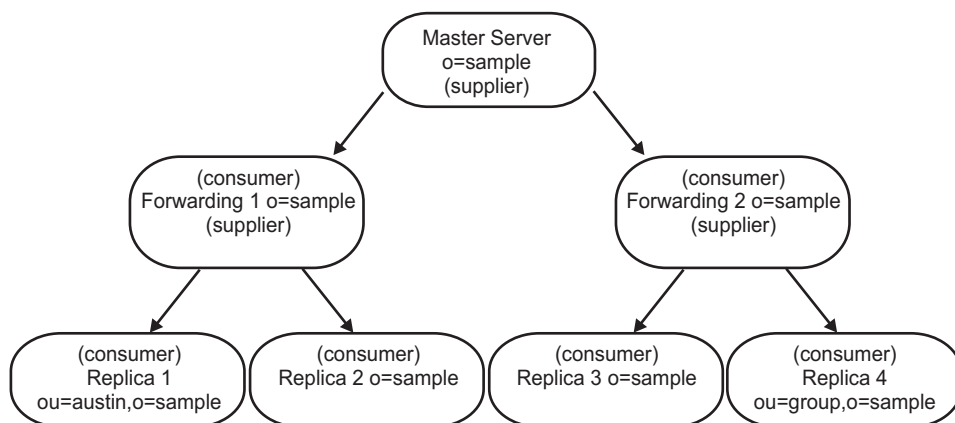 Master Server
o=sample
(supplier)
(consumer)
Forwarding 1 o=sample
(supplier)
(consumer)
Forwarding 2 o=sample
(supplier)
(consumer)
Replica 1
ou=austin,o=sample
(consumer)
Replica 2 o=sample
(consumer)
Replica 3 o=sample
(consumer)
Replica 4
ou=group,o=sample